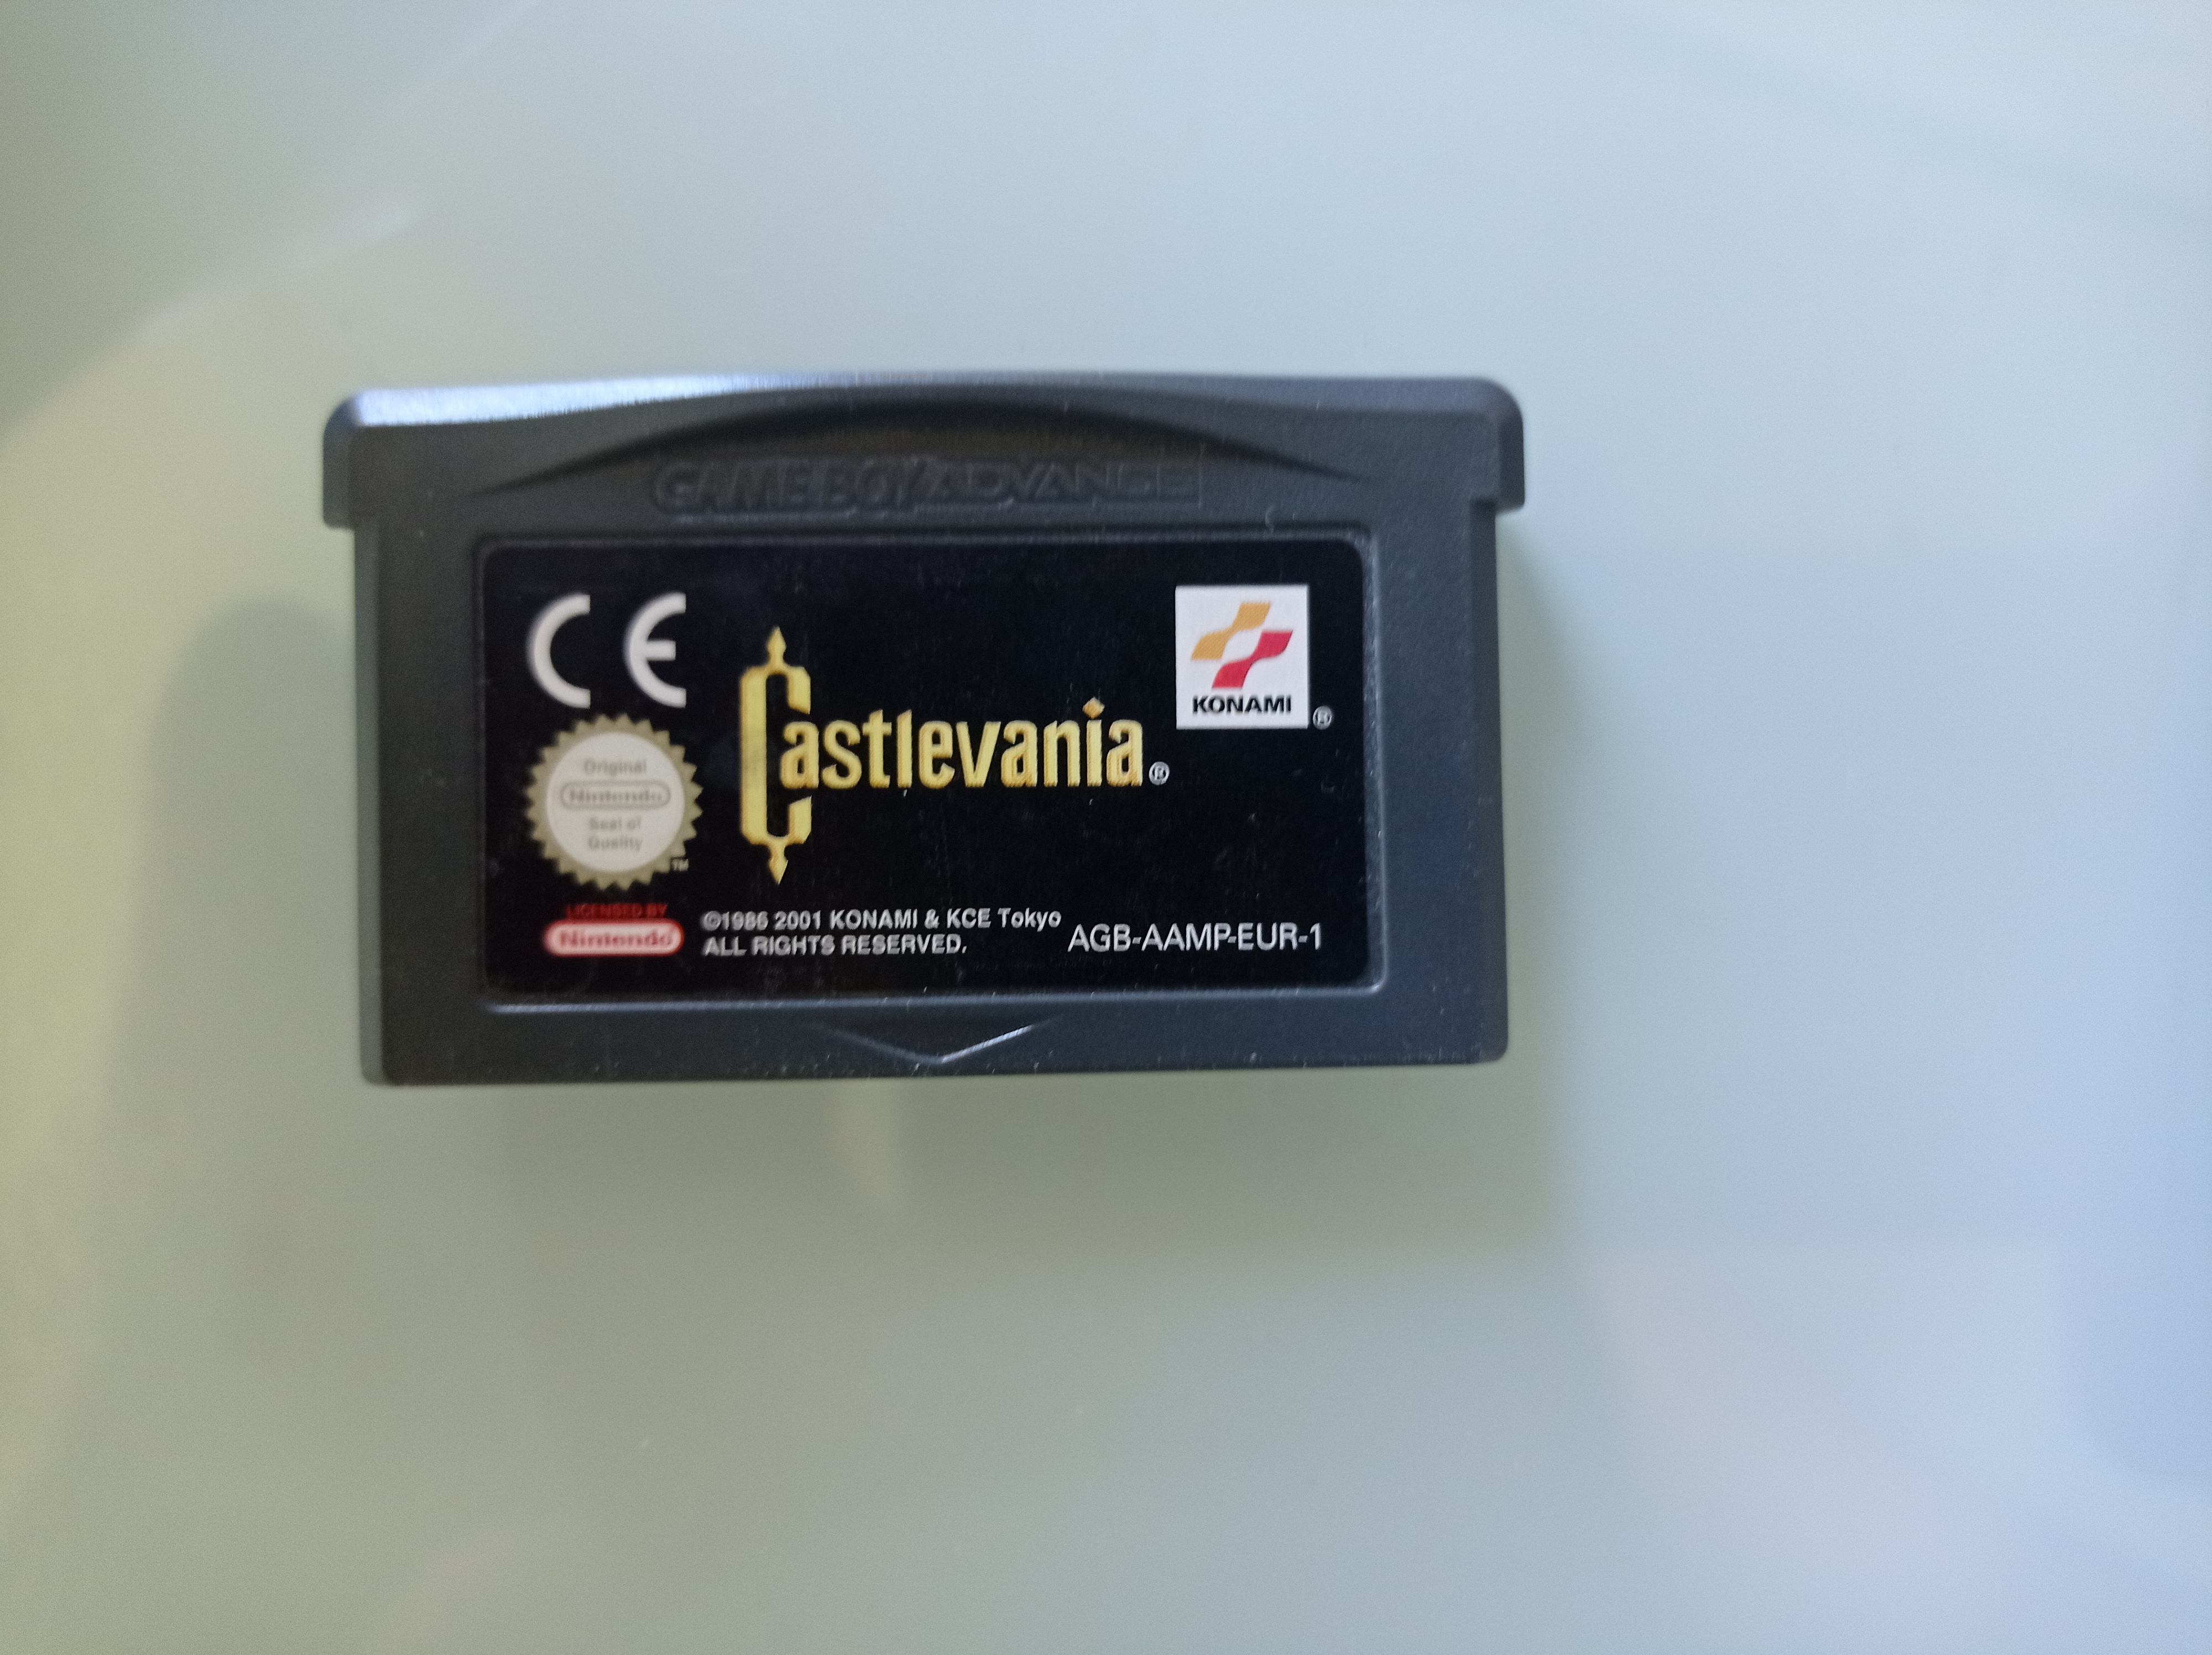 GAME BOY ADVANCE
CE
KONAMI®
Castlevania®
Original
Nintendo
Seal of
Quality
TM
LICENSED BY
Nintendo®
©1986 2001 KONAMI & KCE Tokyo
ALL RIGHTS RESERVED.
AGB-AAMP-EUR-1